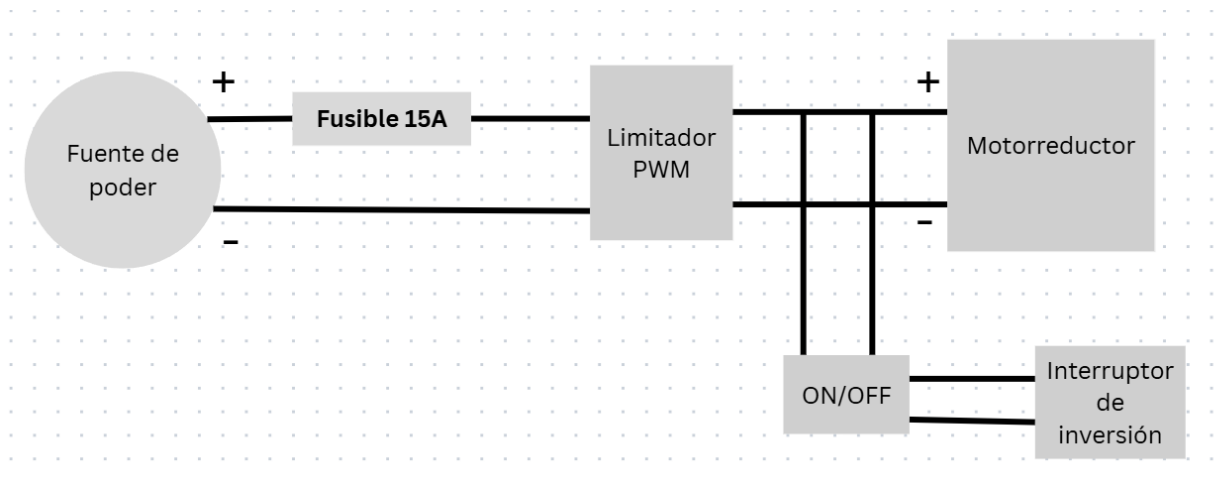 +
Fuente de
poder
-
Fusible 15A
Limitador
PWM
+
-
Motorreductor
ON/OFF
Interruptor
de
inversión